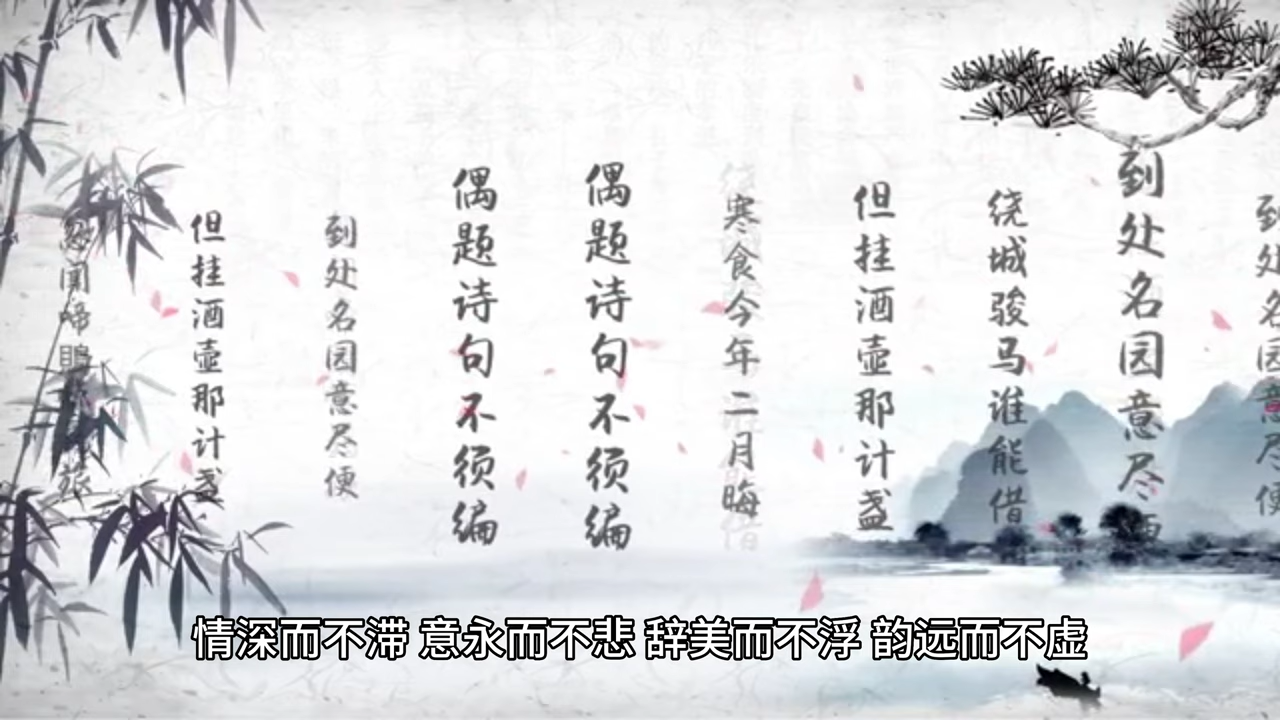 到处名园意尽便
绕城骏马谁能借
但挂酒壶那计盏
寒食今年二月晦
偶题诗句不须编
偶题诗句不须编
到处名园意尽便
但挂酒壶那计盏
情深而不滞 意永而不悲 辞美而不浮 韵远而不虚